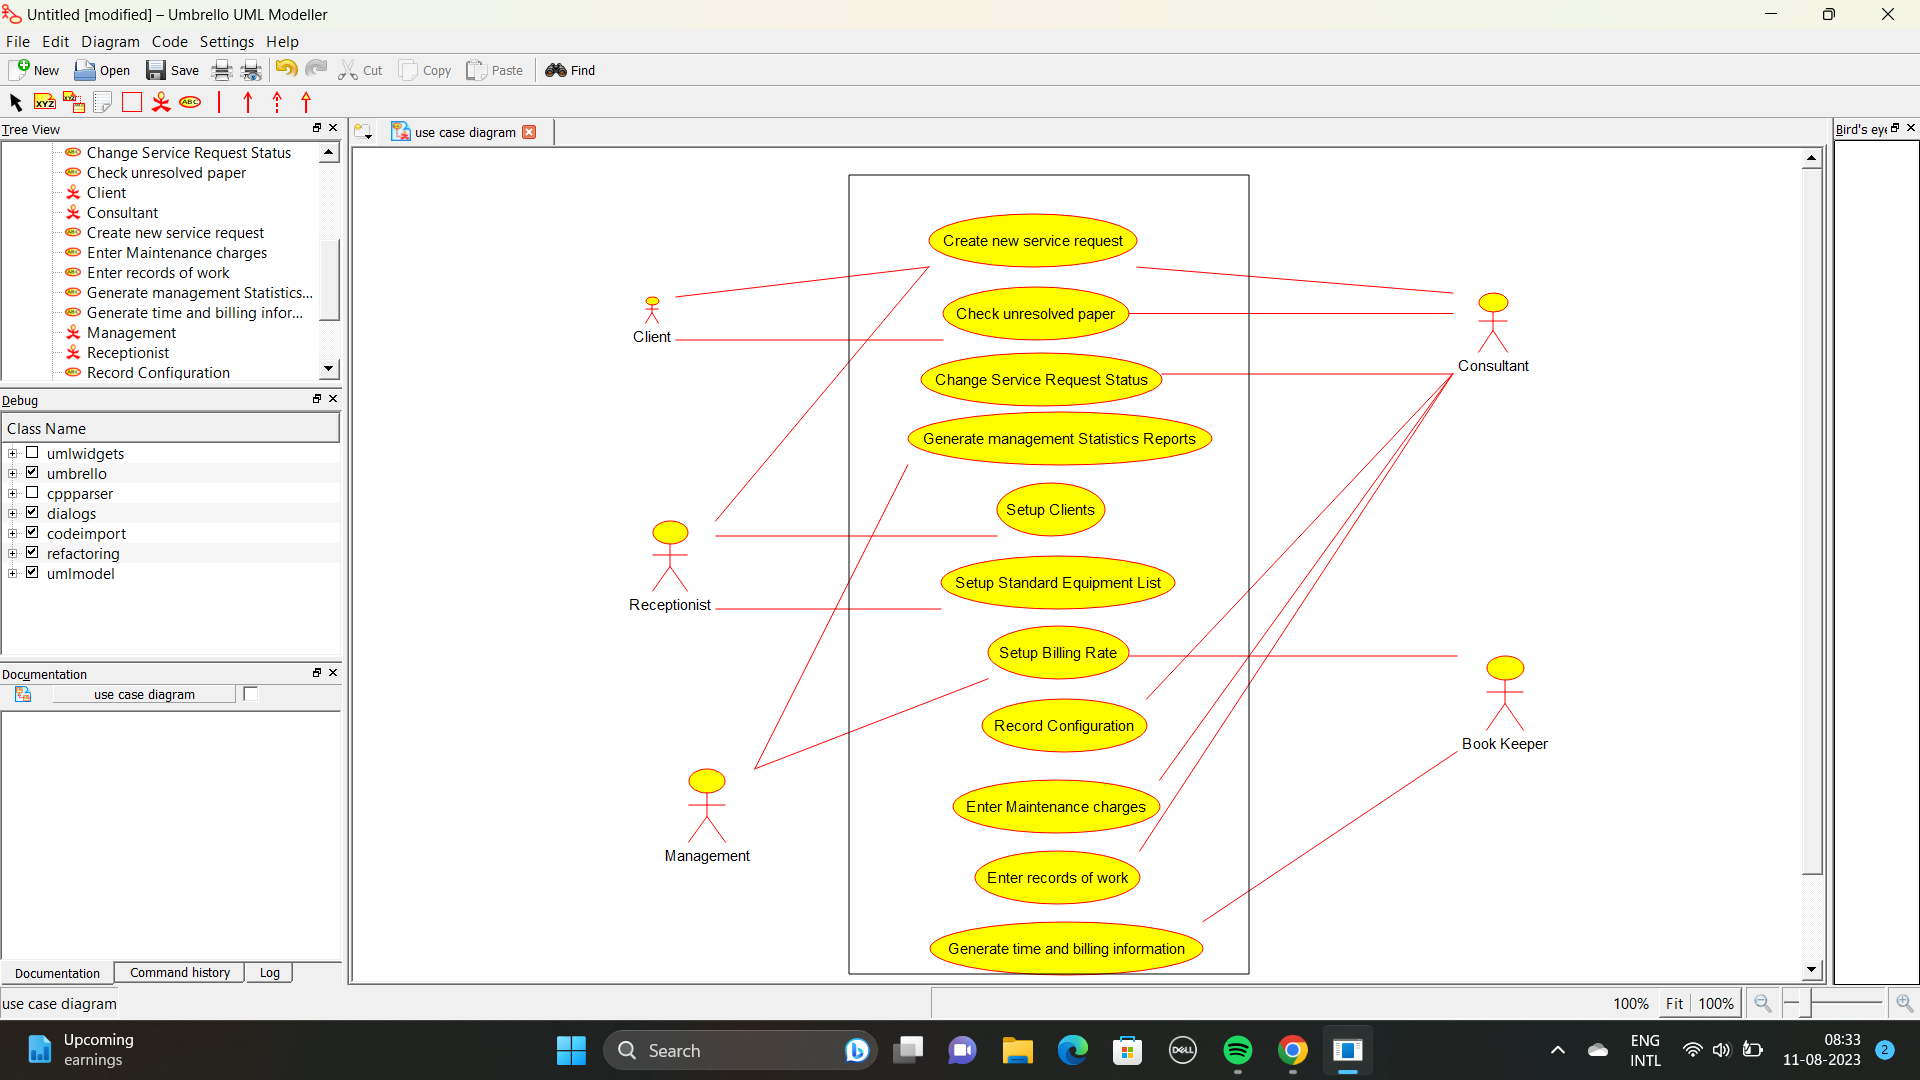 Untitled [modified] – Umbrello UML Modeller
File Edit Diagram Code Settings Help
New Open Save Cut Copy Paste Find
XYZ XYZ ABC
Tree View
use case diagram
Bird's eye
Change Service Request Status
Check unresolved paper
Client
Consultant
Create new service request
Enter Maintenance charges
Enter records of work
Generate management Statistics...
Generate time and billing infor...
Management
Receptionist
Record Configuration
Debug
Class Name
umlwidgets
umbrello
cppparser
dialogs
codeimport
refactoring
umlmodel
Documentation
use case diagram
Documentation Command history Log
Create new service request
Check unresolved paper
Change Service Request Status
Generate management Statistics Reports
Setup Clients
Setup Standard Equipment List
Setup Billing Rate
Record Configuration
Enter Maintenance charges
Enter records of work
Generate time and billing information
Client
Receptionist
Management
Consultant
Book Keeper
use case diagram
100% Fit 100%
Upcoming
earnings
Search
DELL
ENG
INTL
08:33
11-08-2023
2